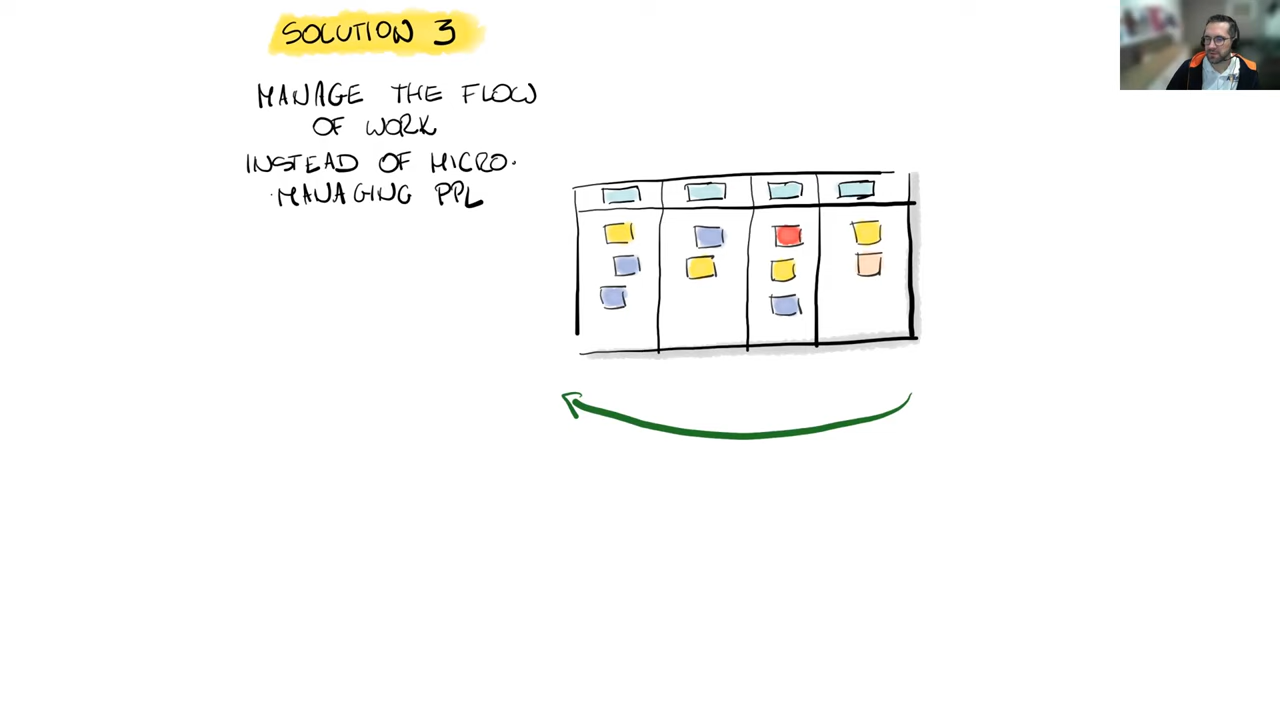 SOLUTION 3
MANAGE THE FLOW
OF WORK
INSTEAD OF MICRO-
MANAGING PPL